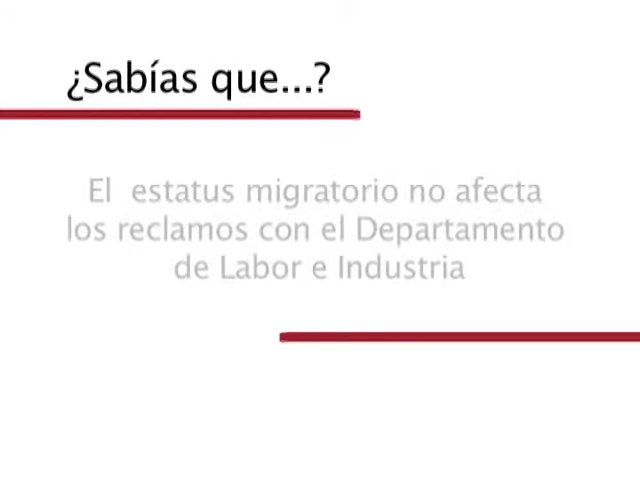 ¿Sabías que...?
El estatus migratorio no afecta
los reclamos con el Departamento
de Labor e Industria